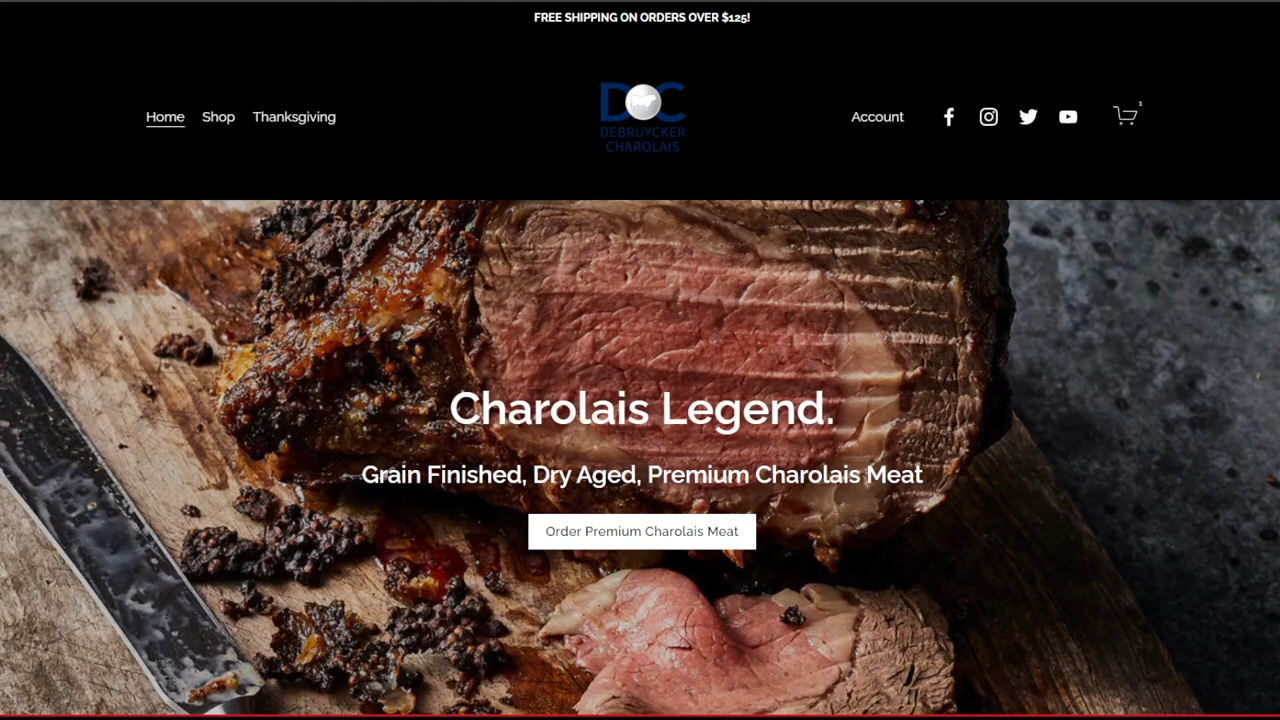 FREE SHIPPING ON ORDERS OVER $125!
Home Shop Thanksgiving
D C
DEBRUYCKER
CHAROLAIS
Account
1
Charolais Legend.
Grain Finished, Dry Aged, Premium Charolais Meat
Order Premium Charolais Meat